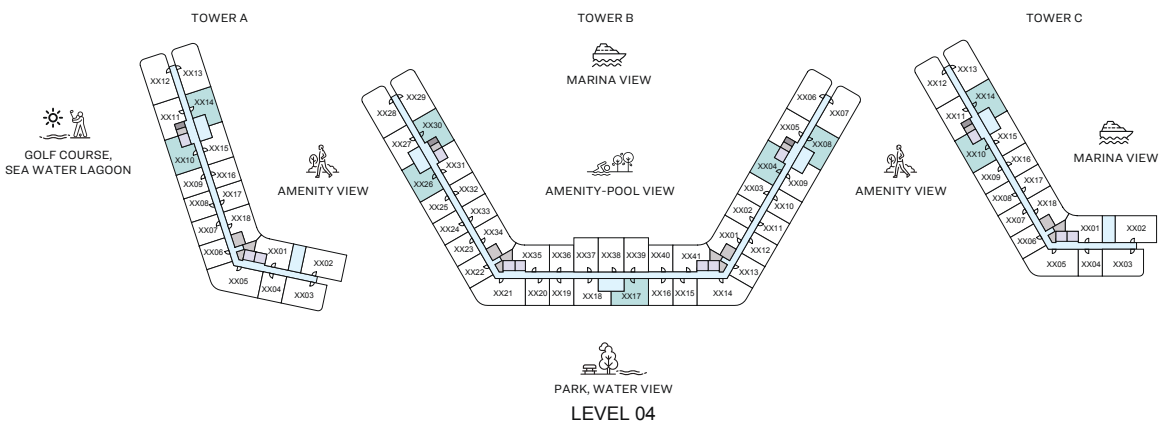 TOWER A
TOWER B
TOWER C
MARINA VIEW
GOLF COURSE,
SEA WATER LAGOON
AMENITY VIEW
AMENITY-POOL VIEW
AMENITY VIEW
MARINA VIEW
PARK, WATER VIEW
LEVEL 04
XX12
XX13
XX14
XX11
XX10
XX15
XX09
XX16
XX08
XX17
XX07
XX18
XX06
XX01
XX02
XX05
XX04
XX03
XX29
XX28
XX30
XX27
XX31
XX26
XX32
XX25
XX33
XX24
XX34
XX23
XX22
XX21
XX35
XX36
XX37
XX38
XX39
XX40
XX41
XX20
XX19
XX18
XX17
XX16
XX15
XX14
XX06
XX07
XX05
XX08
XX04
XX09
XX03
XX10
XX02
XX11
XX01
XX12
XX13
XX13
XX12
XX14
XX11
XX15
XX10
XX16
XX09
XX17
XX08
XX18
XX07
XX06
XX01
XX02
XX05
XX04
XX03